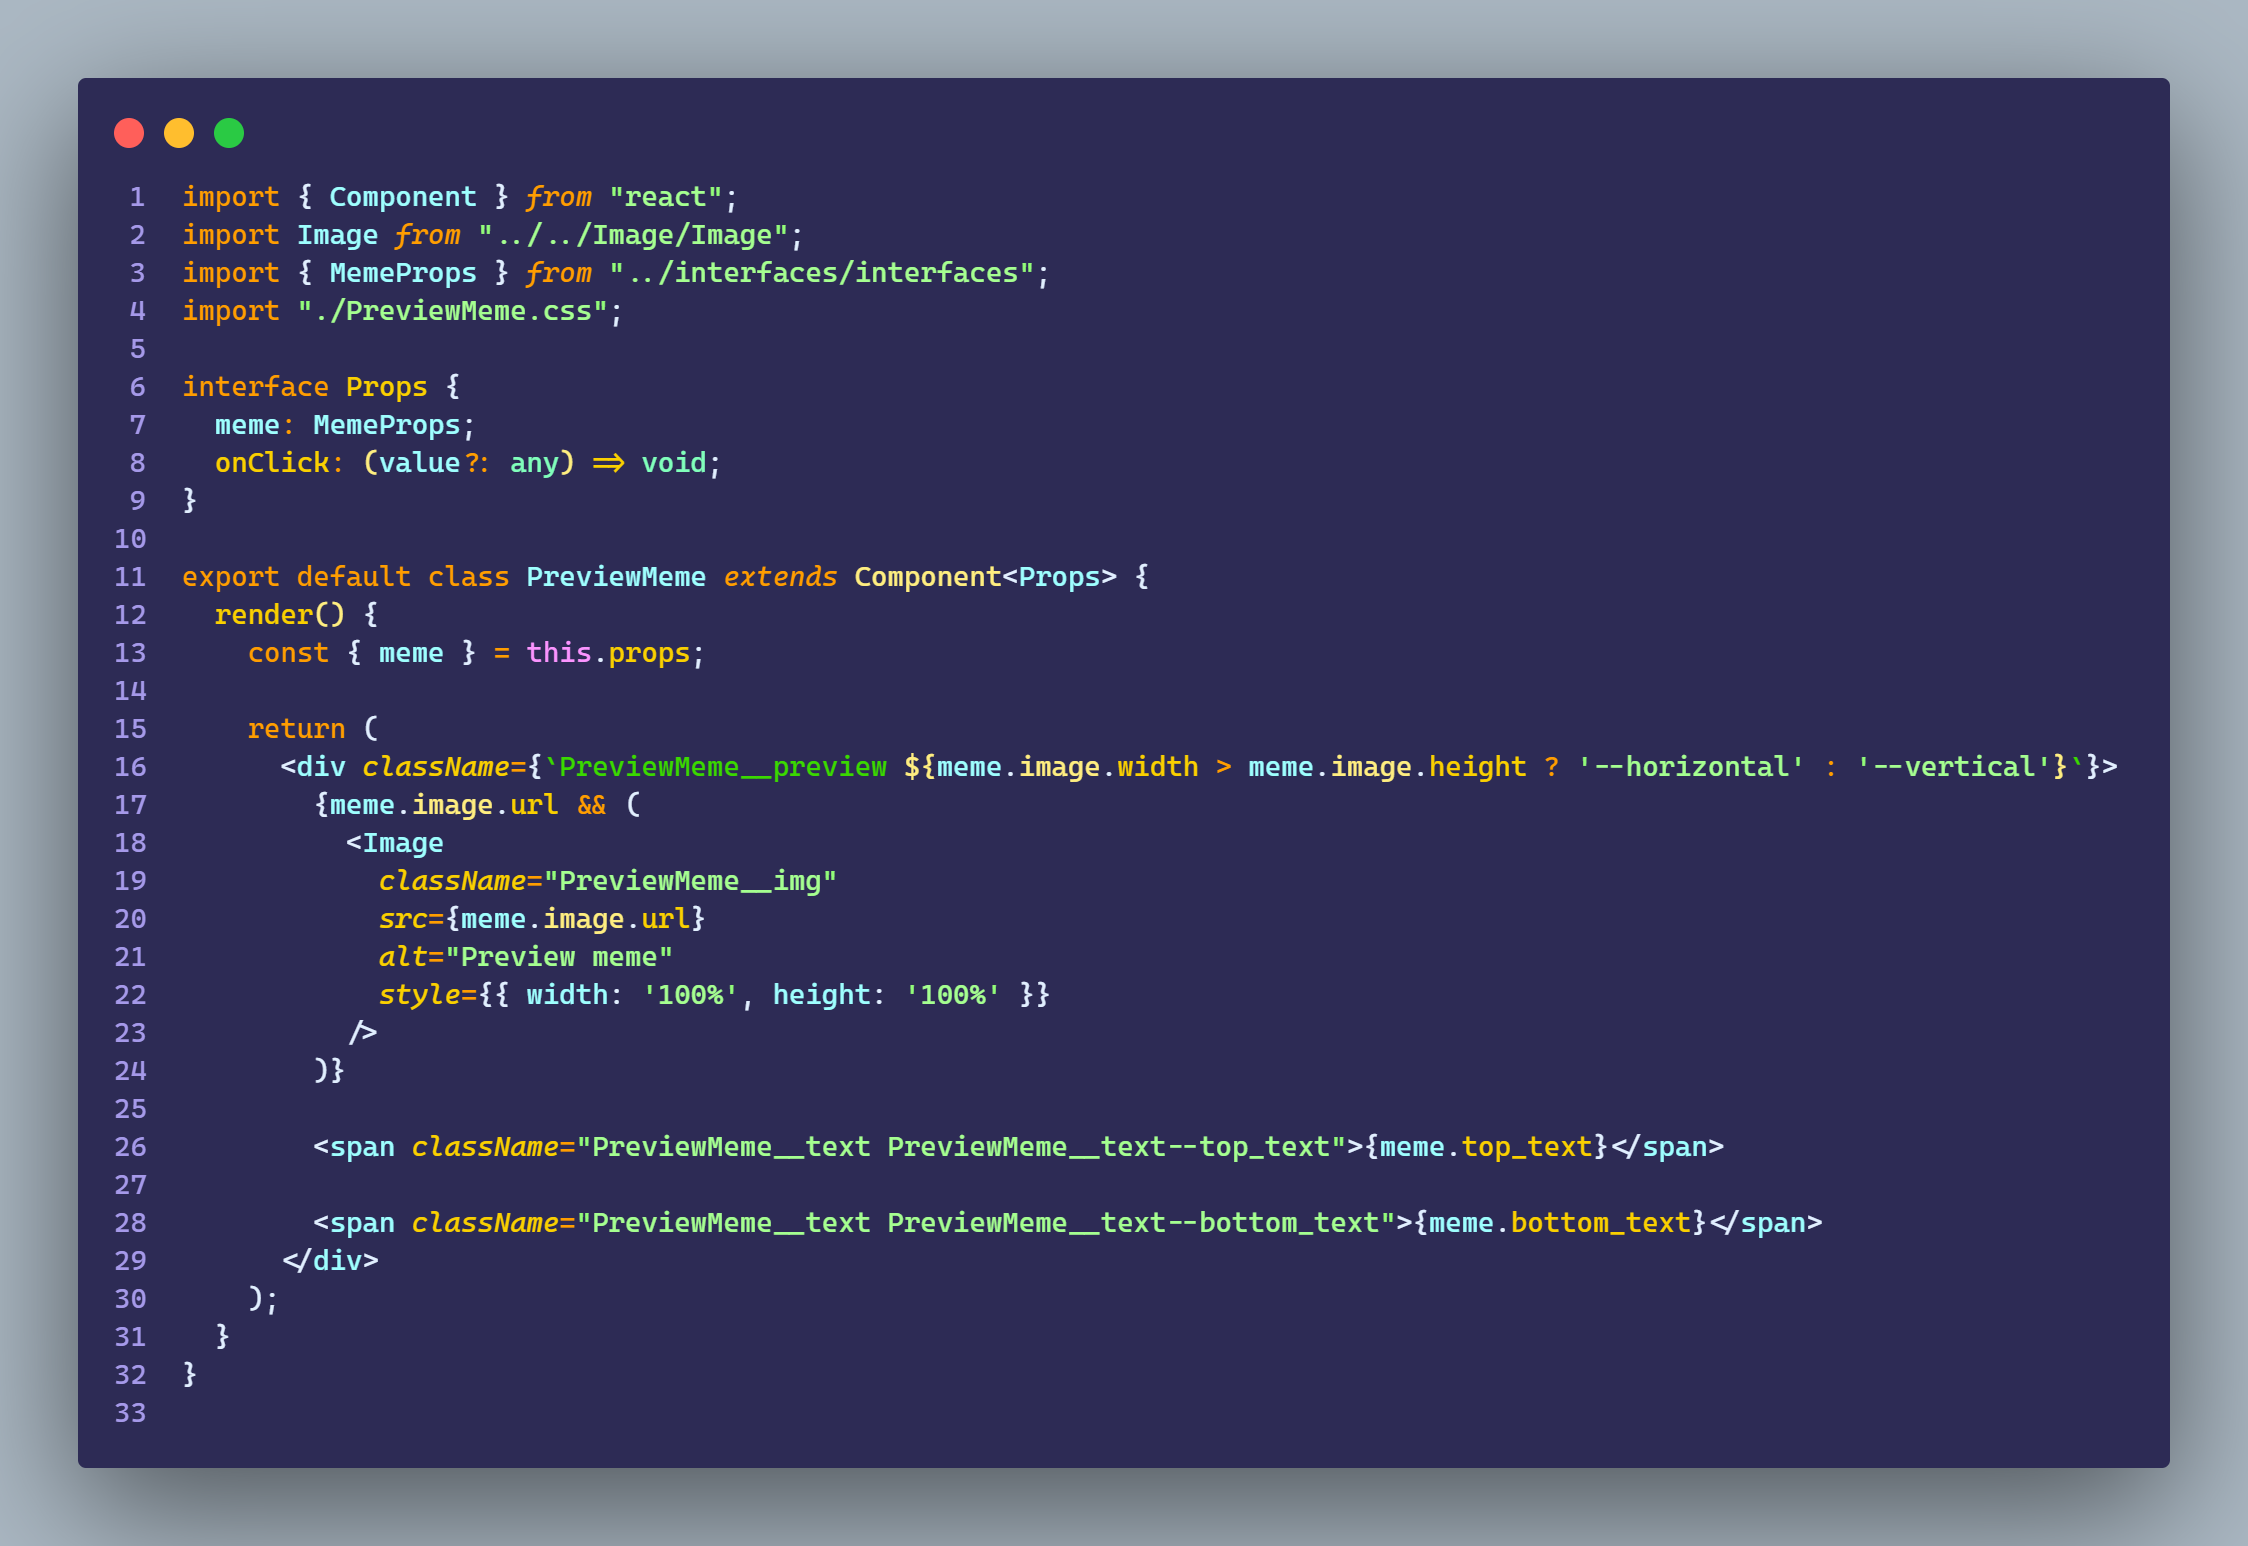 1 import { Component } from "react";
2 import Image from "../../Image/Image";
3 import { MemeProps } from "../interfaces/interfaces";
4 import "./PreviewMeme.css";
5
6 interface Props {
7   meme: MemeProps;
8   onClick: (value?: any) => void;
9 }
10
11 export default class PreviewMeme extends Component<Props> {
12   render() {
13     const { meme } = this.props;
14
15     return (
16       <div className={`PreviewMeme__preview ${meme.image.width > meme.image.height ? '--horizontal' : '--vertical'}`}>
17         {meme.image.url && (
18           <Image
19             className="PreviewMeme__img"
20             src={meme.image.url}
21             alt="Preview meme"
22             style={{ width: '100%', height: '100%' }}
23           />
24         )}
25
26         <span className="PreviewMeme__text PreviewMeme__text--top_text">{meme.top_text}</span>
27
28         <span className="PreviewMeme__text PreviewMeme__text--bottom_text">{meme.bottom_text}</span>
29       </div>
30     );
31   }
32 }
33